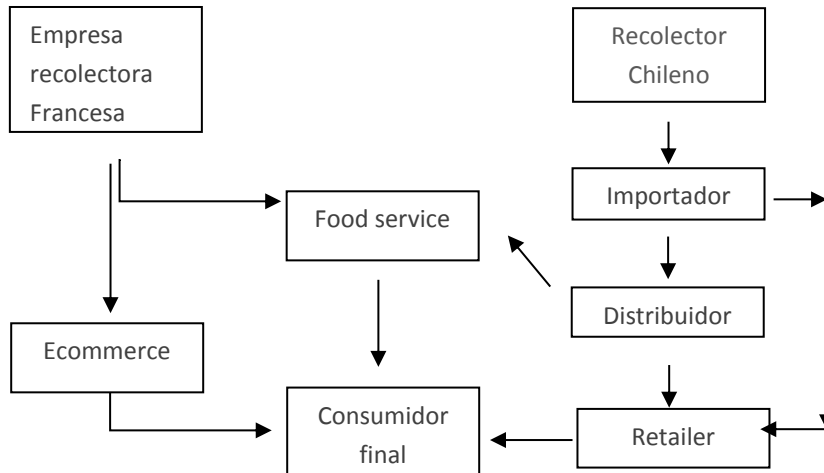 Empresa
recolectora
Francesa
Recolector
Chileno
Importador
Food service
Distribuidor
Ecommerce
Consumidor
final
Retailer